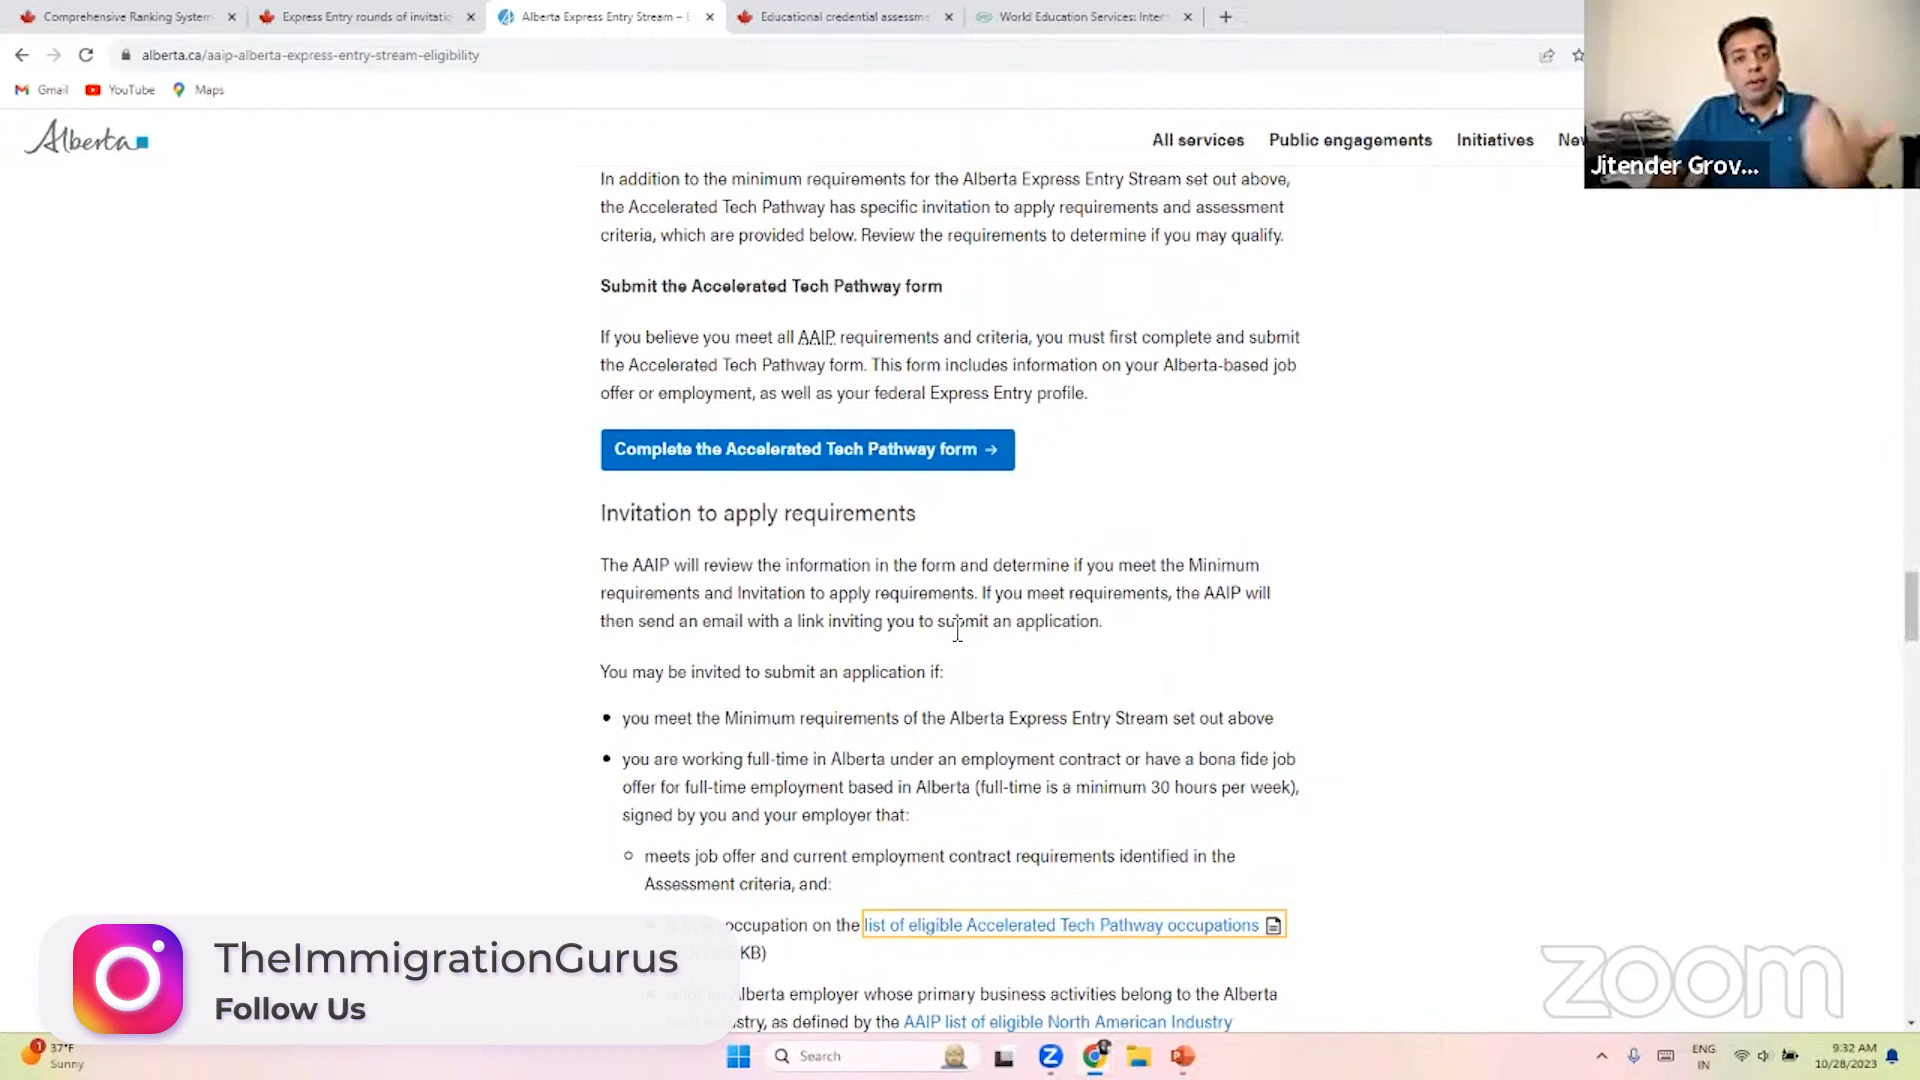 Comprehensive Ranking System
Express Entry rounds of invitatio
Alberta Express Entry Stream – E
Educational credential assessme
World Education Services: Inter
alberta.ca/aaip-alberta-express-entry-stream-eligibility
Gmail YouTube Maps
Alberta
All services Public engagements Initiatives Nev
Jitender Grov...
In addition to the minimum requirements for the Alberta Express Entry Stream set out above,
the Accelerated Tech Pathway has specific invitation to apply requirements and assessment
criteria, which are provided below. Review the requirements to determine if you may qualify.
Submit the Accelerated Tech Pathway form
If you believe you meet all AAIP requirements and criteria, you must first complete and submit
the Accelerated Tech Pathway form. This form includes information on your Alberta-based job
offer or employment, as well as your federal Express Entry profile.
Complete the Accelerated Tech Pathway form →
Invitation to apply requirements
The AAIP will review the information in the form and determine if you meet the Minimum
requirements and Invitation to apply requirements. If you meet requirements, the AAIP will
then send an email with a link inviting you to submit an application.
You may be invited to submit an application if:
• you meet the Minimum requirements of the Alberta Express Entry Stream set out above
• you are working full-time in Alberta under an employment contract or have a bona fide job
offer for full-time employment based in Alberta (full-time is a minimum 30 hours per week),
signed by you and your employer that:
meets job offer and current employment contract requirements identified in the
Assessment criteria, and:
occupation on the list of eligible Accelerated Tech Pathway occupations
KB)
Alberta employer whose primary business activities belong to the Alberta
tech industry, as defined by the AAIP list of eligible North American Industry
TheImmigrationGurus
Follow Us
zoom
1
37°F
Sunny
Search
ENG
IN
9:32 AM
10/28/2023